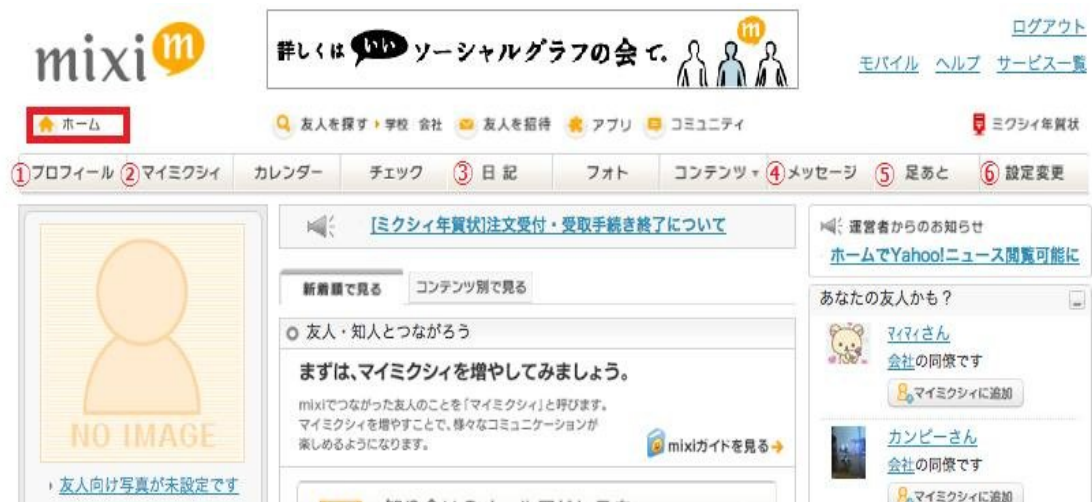 mixi
m
詳しくは いい ソーシャルグラフの会 で。
m
ログアウト
モバイル ヘルプ サービス一覧
ホーム
友人を探す 学校 会社 友人を招待 アプリ コミュニティ
ミクシィ年賀状
①プロフィール ②マイミクシィ カレンダー チェック ③ 日記 フォト コンテンツ ▼ ④メッセージ ⑤ 足あと ⑥ 設定変更
NO IMAGE
友人向け写真が未設定です
[ミクシィ年賀状]注文受付・受取手続き終了について
新着順で見る コンテンツ別で見る
友人・知人とつながろう
まずは、マイミクシィを増やしてみましょう。
mixiでつながった友人のことを「マイミクシィ」と呼びます。
マイミクシィを増やすことで、様々なコミュニケーションが
楽しめるようになります。
mixiガイドを見る
運営者からのお知らせ
ホームでYahoo!ニュース閲覧可能に
あなたの友人かも？
ﾏｲﾏｲさん
会社の同僚です
マイミクシィに追加
カンピーさん
会社の同僚です
マイミクシィに追加